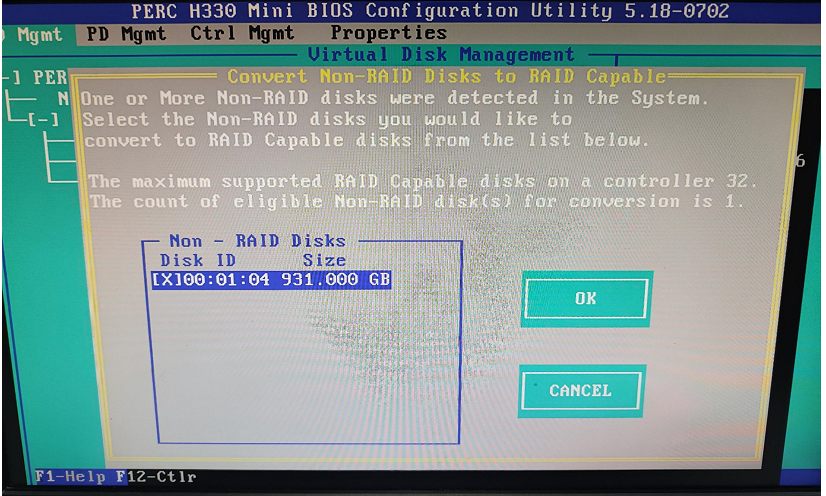 PERC H330 Mini BIOS Configuration Utility 5.18-0702
Mgmt PD Mgmt Ctrl Mgmt Properties
Virtual Disk Management
-] PER
Convert Non-RAID Disks to RAID Capable
N
One or More Non-RAID disks were detected in the System.
[-]
Select the Non-RAID disks you would like to
convert to RAID Capable disks from the list below.
6
The maximum supported RAID Capable disks on a controller 32.
The count of eligible Non-RAID disk(s) for conversion is 1.
Non - RAID Disks
Disk ID Size
[X]00:01:04 931.000 GB
OK
CANCEL
F1-Help F12-Ctlr